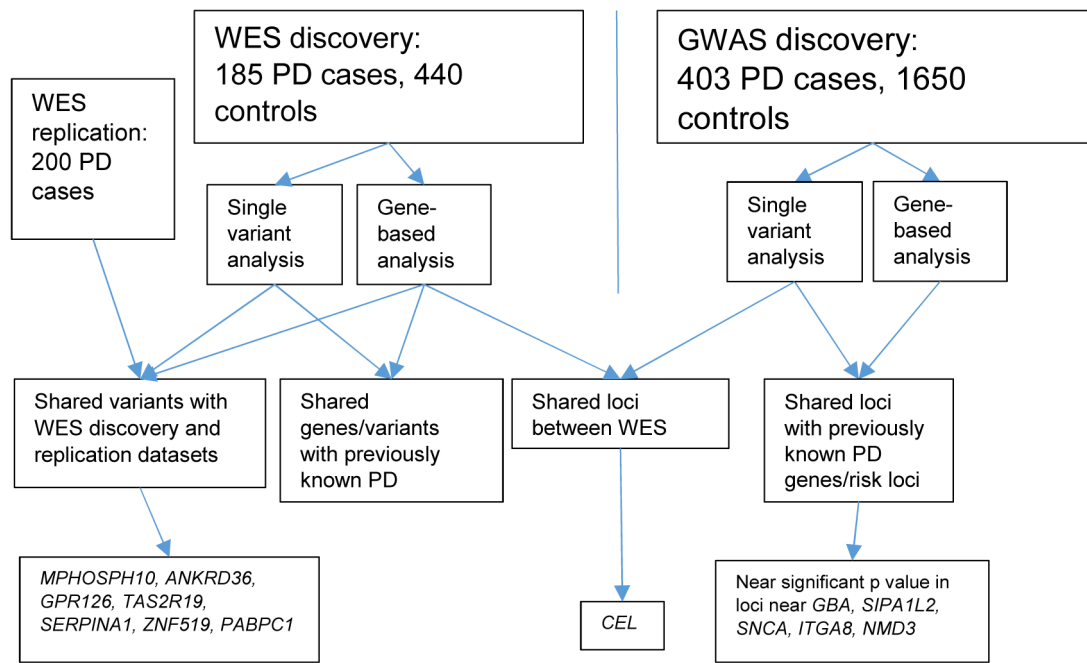 WES discovery:
185 PD cases, 440
controls
GWAS discovery:
403 PD cases, 1650
controls
WES
replication:
200 PD
cases
Single
variant
analysis
Gene-
based
analysis
Single
variant
analysis
Gene-
based
analysis
Shared variants with
WES discovery and
replication datasets
Shared
genes/variants
with previously
known PD
Shared loci
between WES
Shared loci
with previously
known PD
genes/risk loci
MPHOSPH10, ANKRD36,
GPR126, TAS2R19,
SERPINA1, ZNF519, PABPC1
CEL
Near significant p value in
loci near GBA, SIPA1L2,
SNCA, ITGA8, NMD3